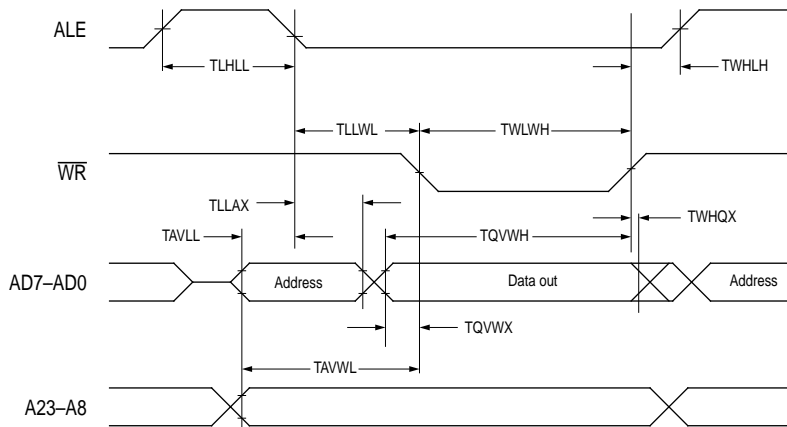 ALE
TLHLL
TWHLH
TLLWL
TWLWH
WR
TLLAX
TWHQX
TAVLL
TQVWH
AD7–AD0
Address
Data out
Address
TQVWX
TAVWL
A23–A8